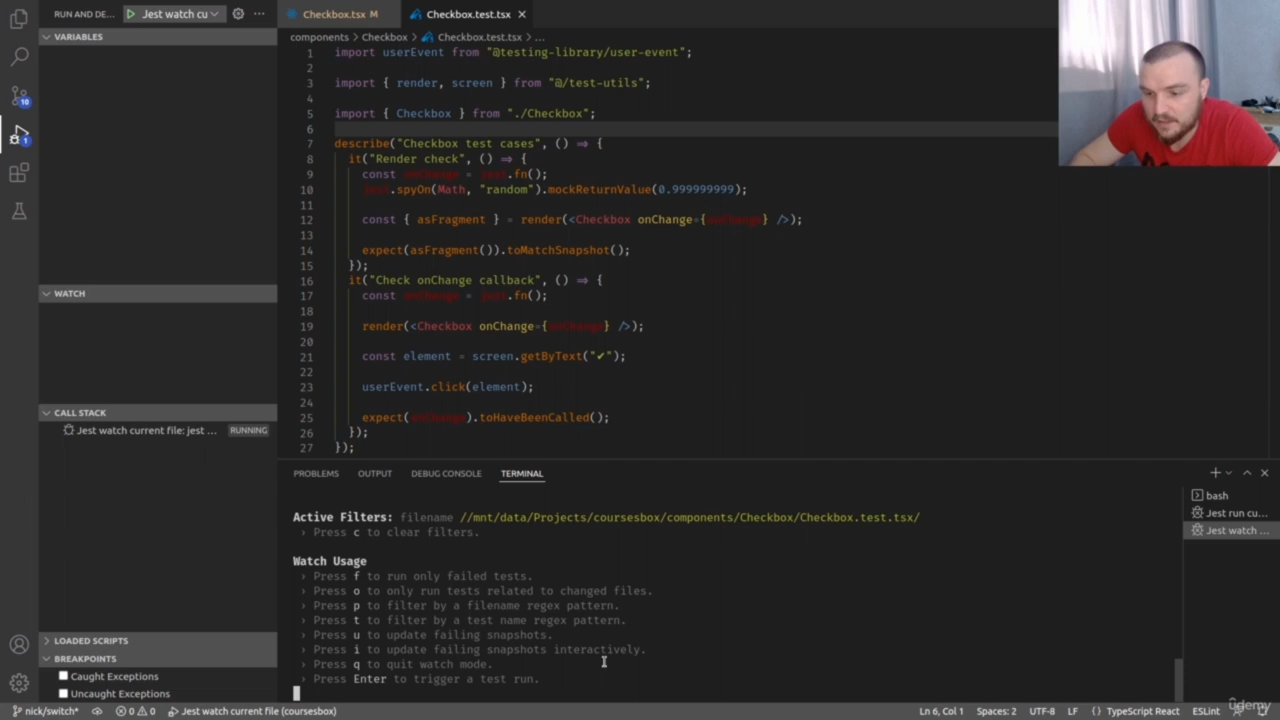 RUN AND DE... Jest watch cu
Checkbox.tsx M
Checkbox.test.tsx
VARIABLES
WATCH
CALL STACK
Jest watch current file: jest ... RUNNING
LOADED SCRIPTS
BREAKPOINTS
Caught Exceptions
Uncaught Exceptions
10
1
components > Checkbox > Checkbox.test.tsx > ...
1 import userEvent from "@testing-library/user-event";
2
3 import { render, screen } from "@/test-utils";
4
5 import { Checkbox } from "./Checkbox";
6
7 describe("Checkbox test cases", () => {
8 it("Render check", () => {
9 const onChange = jest.fn();
10 jest.spyOn(Math, "random").mockReturnValue(0.999999999);
11
12 const { asFragment } = render(<Checkbox onChange={onChange} />);
13
14 expect(asFragment()).toMatchSnapshot();
15 });
16 it("Check onChange callback", () => {
17 const onChange = jest.fn();
18
19 render(<Checkbox onChange={onChange} />);
20
21 const element = screen.getByText("✔");
22
23 userEvent.click(element);
24
25 expect(onChange).toHaveBeenCalled();
26 });
27 });
PROBLEMS OUTPUT DEBUG CONSOLE TERMINAL
Active Filters: filename //mnt/data/Projects/coursesbox/components/Checkbox/Checkbox.test.tsx/
› Press c to clear filters.
Watch Usage
› Press f to run only failed tests.
› Press o to only run tests related to changed files.
› Press p to filter by a filename regex pattern.
› Press t to filter by a test name regex pattern.
› Press u to update failing snapshots.
› Press i to update failing snapshots interactively.
› Press q to quit watch mode.
› Press Enter to trigger a test run.
bash
Jest run cu...
Jest watch ...
nick/switch* 0 0 Jest watch current file (coursesbox)
Ln 6, Col 1 Spaces: 2 UTF-8 LF {} TypeScript React ESLint
udemy